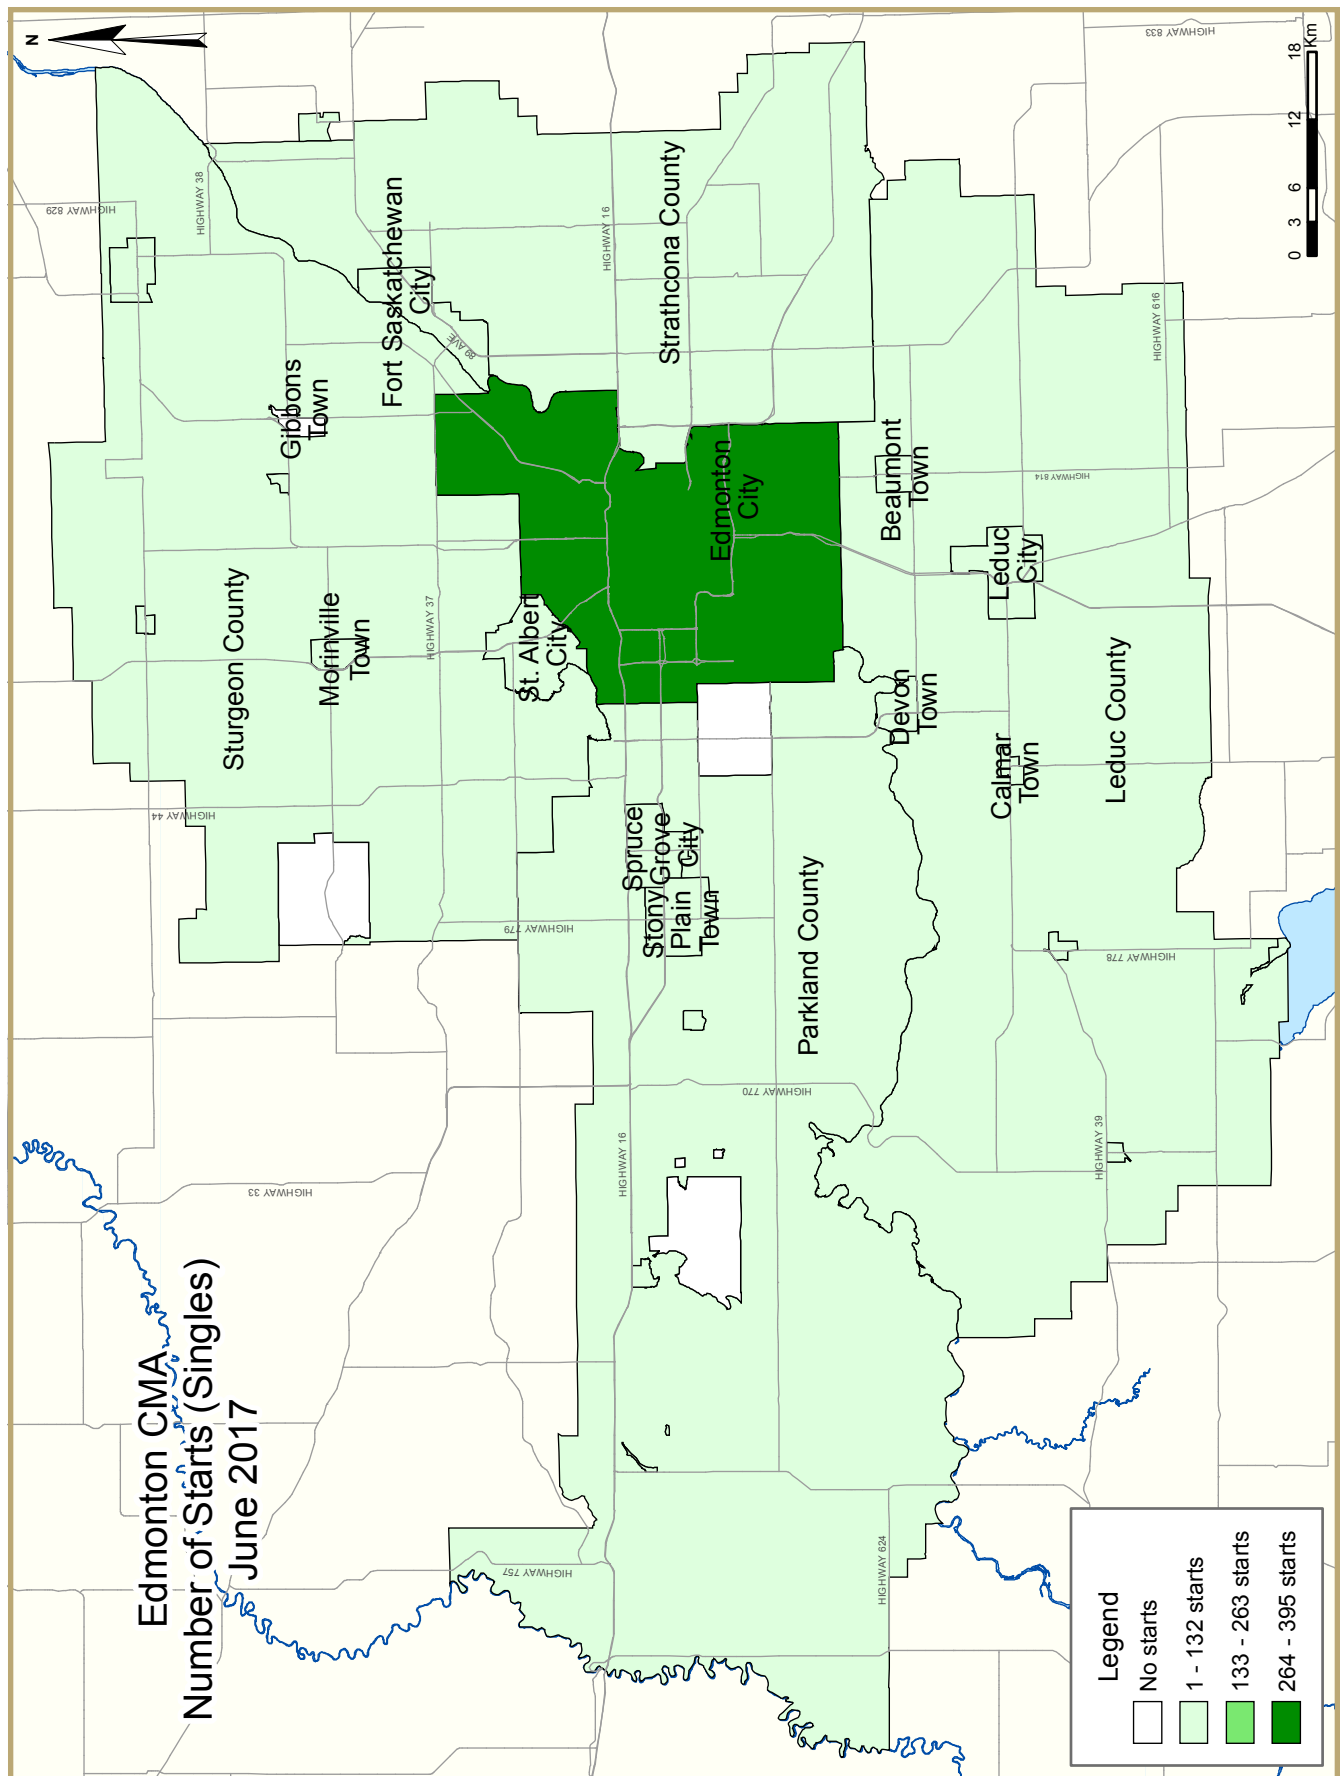 Edmonton CMA
Number of Starts (Singles)
June 2017
N
HIGHWAY 829
HIGHWAY 38
HIGHWAY 833
Gibbons
Town
Fort Saskatchewan
City
89 AVE
HIGHWAY 44
Sturgeon County
Morinville
Town
HIGHWAY 37
St. Albert
City
HIGHWAY 16
Strathcona County
Edmonton
City
HIGHWAY 33
HIGHWAY 779
HIGHWAY 757
HIGHWAY 16
Stony
Plain
Town
Spruce
Grove
City
HIGHWAY 770
Parkland County
Beaumont
Town
Devon
Town
HIGHWAY 624
Calmar
Town
Leduc
City
HIGHWAY 814
HIGHWAY 616
Leduc County
HIGHWAY 39
HIGHWAY 778
Legend
No starts
1 - 132 starts
133 - 263 starts
264 - 395 starts
0 3 6 12 18
Km